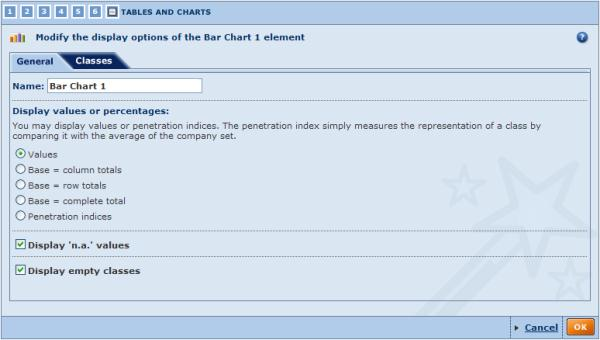 1 2 3 4 5 6 TABLES AND CHARTS
Modify the display options of the Bar Chart 1 element ?
General Classes
Name: Bar Chart 1
Display values or percentages:
You may display values or penetration indices. The penetration index simply measures the representation of a class by
comparing it with the average of the company set.
Values
Base = column totals
Base = row totals
Base = complete total
Penetration indices
Display 'n.a.' values
Display empty classes
Cancel OK